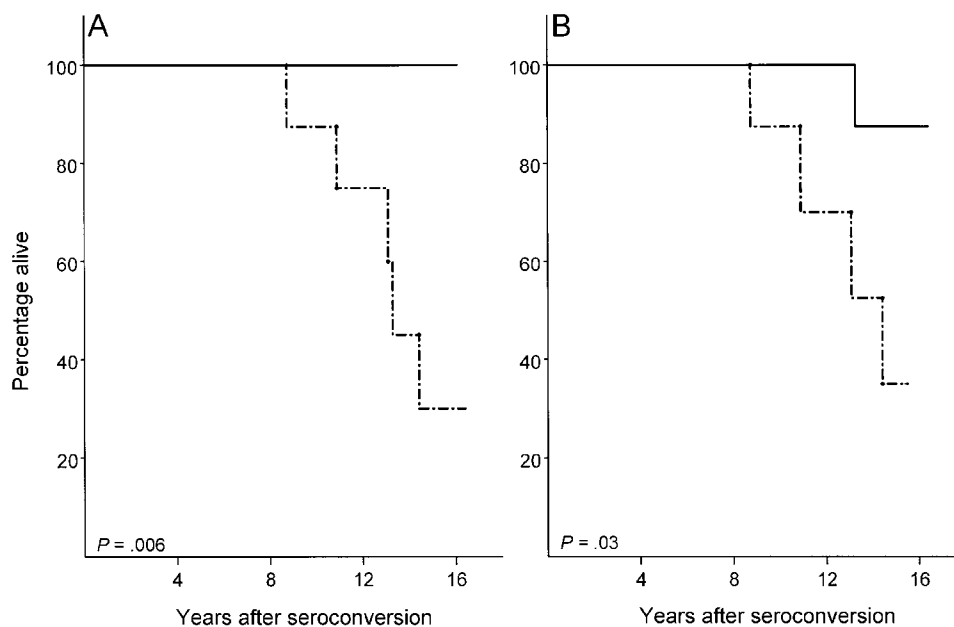 A
B
Percentage alive
100
80
60
40
20
P = .006
4 8 12 16
Years after seroconversion
100
80
60
40
20
P = .03
4 8 12 16
Years after seroconversion